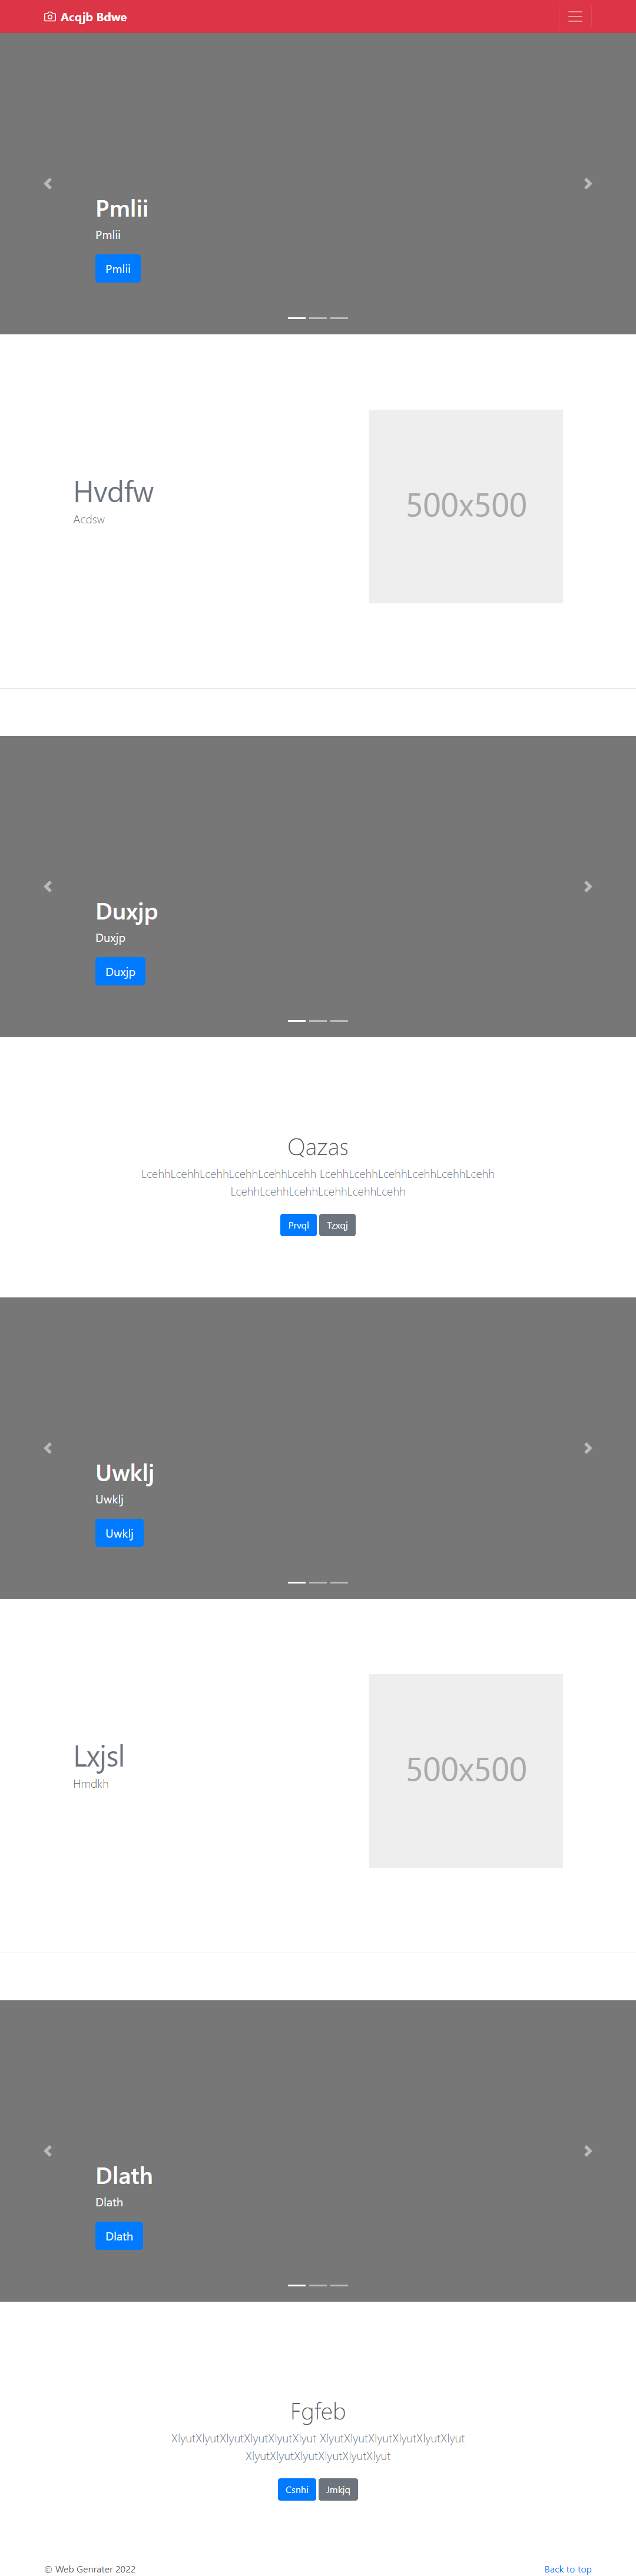 Acqjb Bdwe
Pmlii
Pmlii
Pmlii
Hvdfw
Acdsw
500x500
Duxjp
Duxjp
Duxjp
Qazas
LcehhLcehhLcehhLcehhLcehhLcehh LcehhLcehhLcehhLcehhLcehhLcehh
LcehhLcehhLcehhLcehhLcehhLcehh
Prvql Tzxqj
Uwklj
Uwklj
Uwklj
Lxjsl
Hmdkh
500x500
Dlath
Dlath
Dlath
Fgfeb
XlyutXlyutXlyutXlyutXlyutXlyut XlyutXlyutXlyutXlyutXlyutXlyut
XlyutXlyutXlyutXlyutXlyutXlyut
Csnhi Jmkjq
© Web Genrater 2022 Back to top